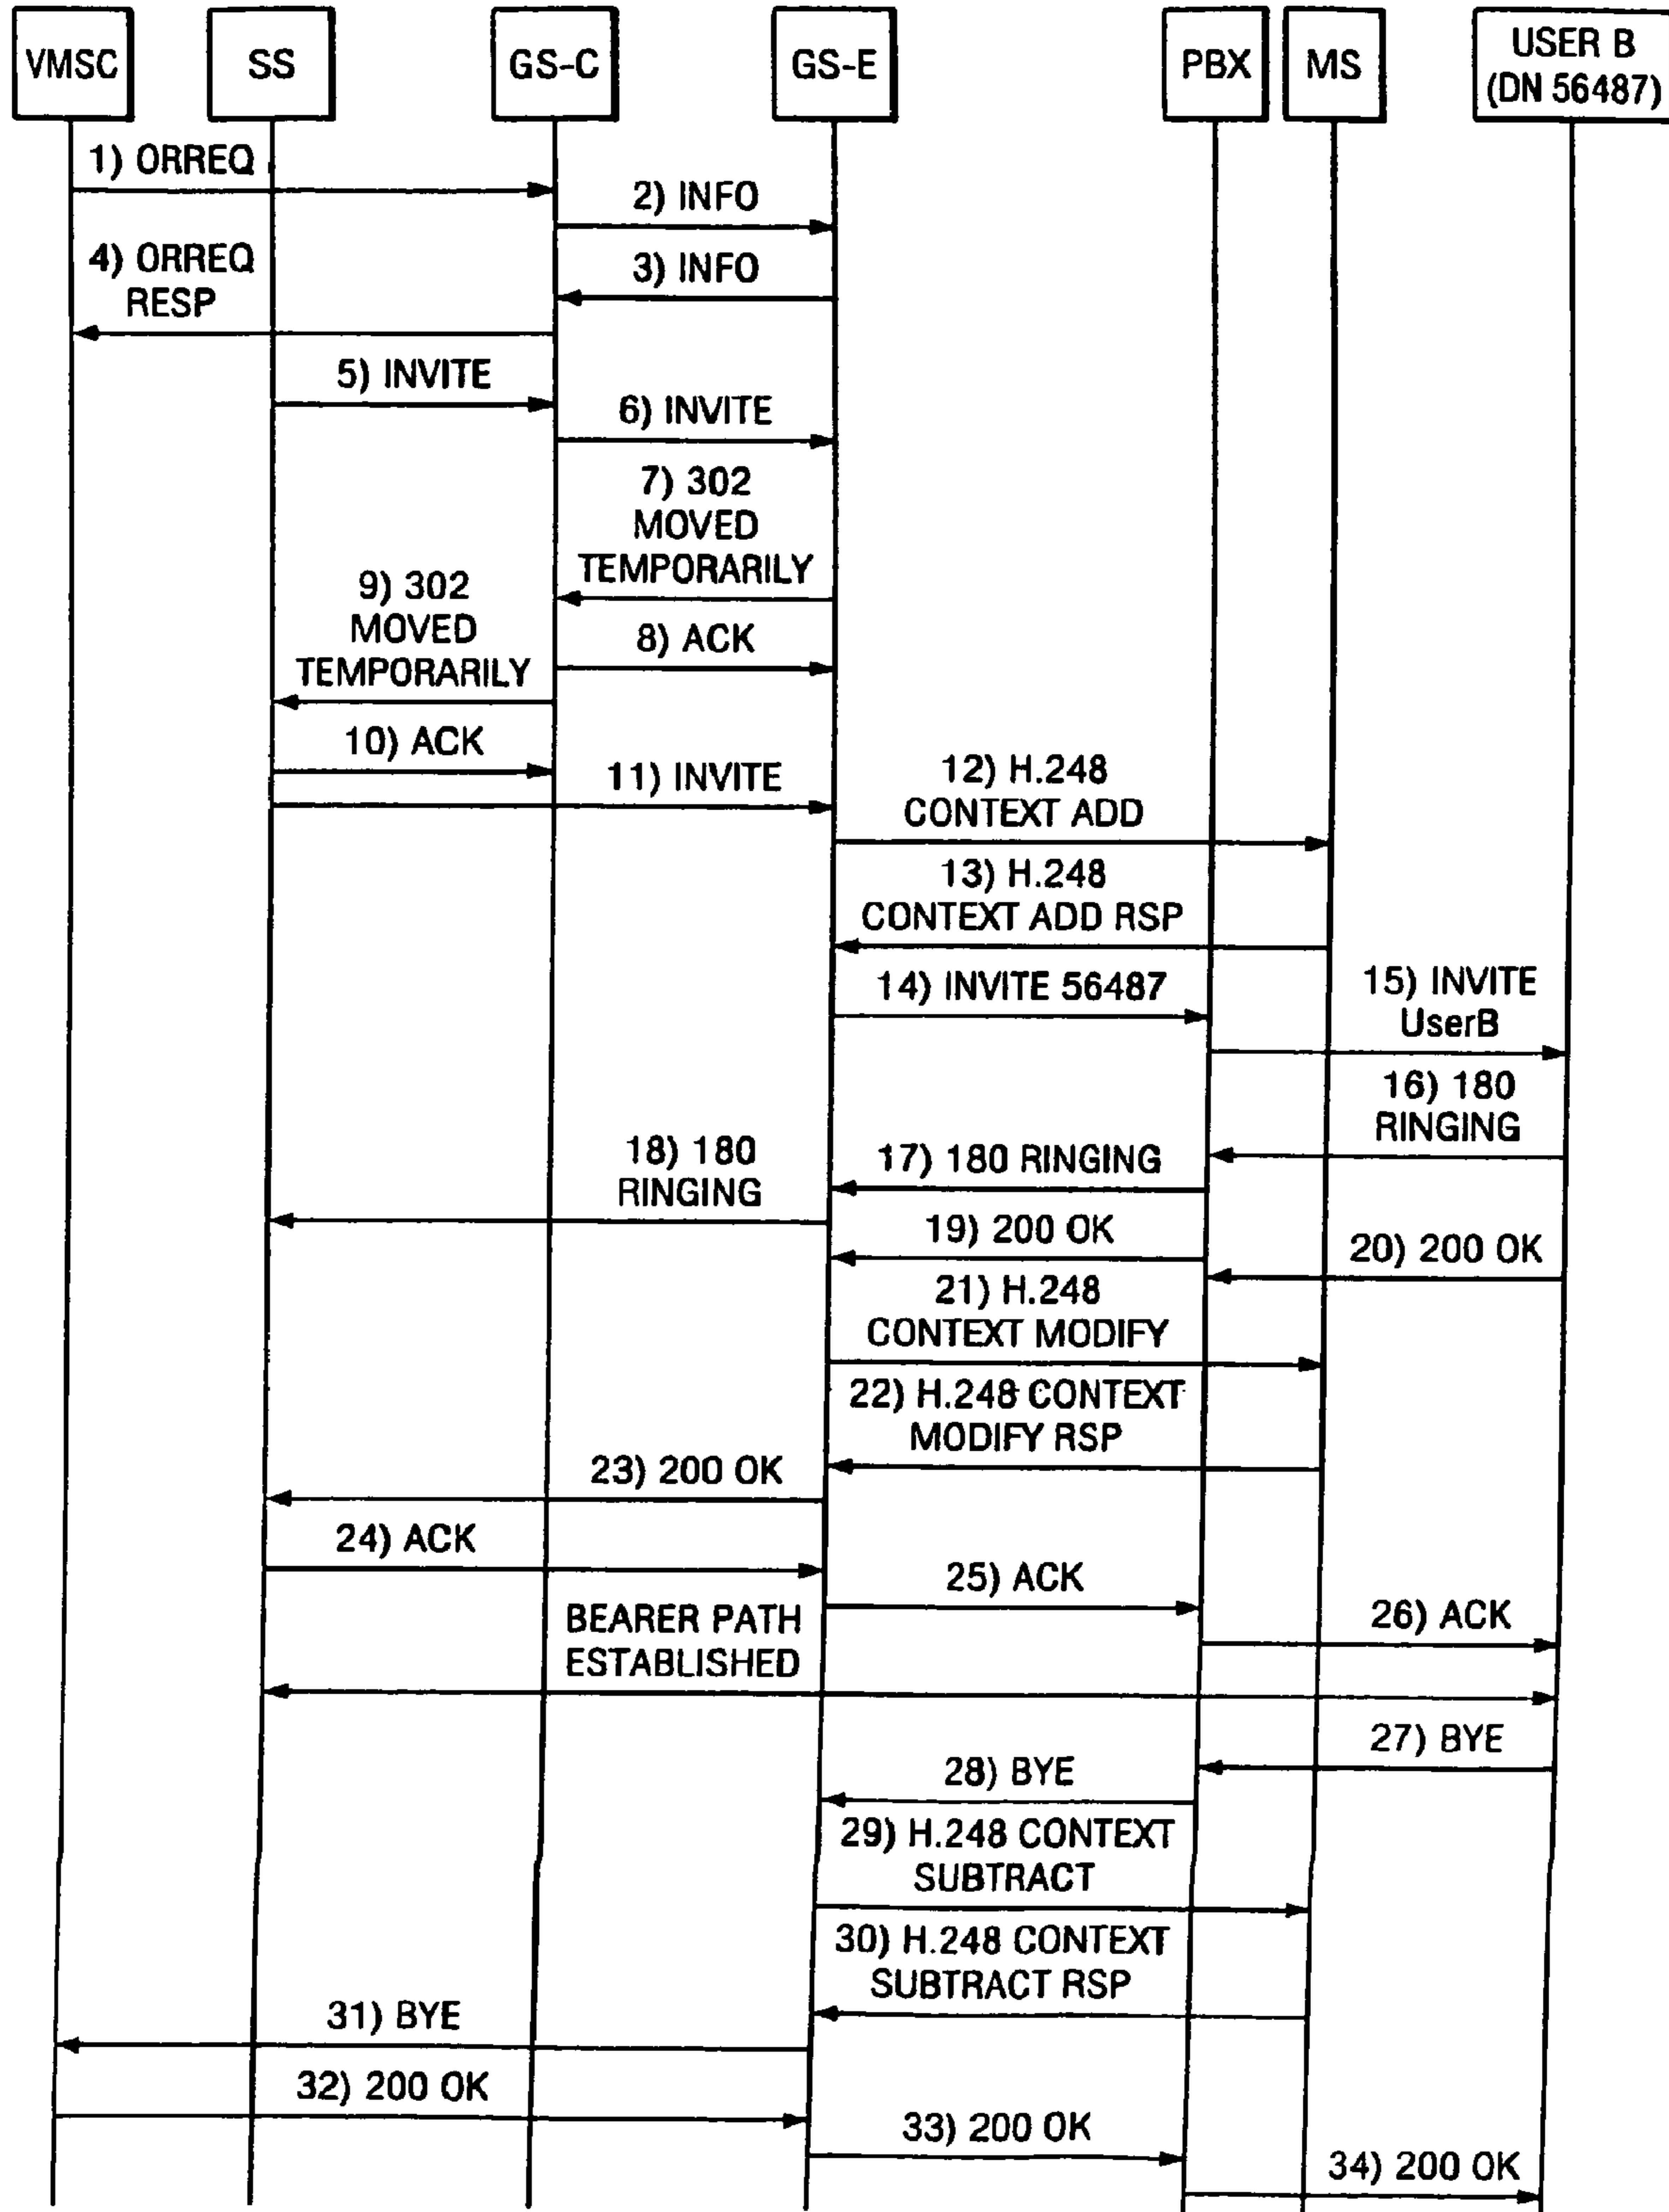 VMSC
SS
GS-C
GS-E
PBX
MS
USER B
(DN 56487)
1) ORREQ
2) INFO
3) INFO
4) ORREQ
RESP
5) INVITE
6) INVITE
7) 302
MOVED
TEMPORARILY
8) ACK
9) 302
MOVED
TEMPORARILY
10) ACK
11) INVITE
12) H.248
CONTEXT ADD
13) H.248
CONTEXT ADD RSP
14) INVITE 56487
15) INVITE
UserB
16) 180
RINGING
17) 180 RINGING
18) 180
RINGING
19) 200 OK
20) 200 OK
21) H.248
CONTEXT MODIFY
22) H.248 CONTEXT
MODIFY RSP
23) 200 OK
24) ACK
25) ACK
26) ACK
BEARER PATH
ESTABLISHED
27) BYE
28) BYE
29) H.248 CONTEXT
SUBTRACT
30) H.248 CONTEXT
SUBTRACT RSP
31) BYE
32) 200 OK
33) 200 OK
34) 200 OK